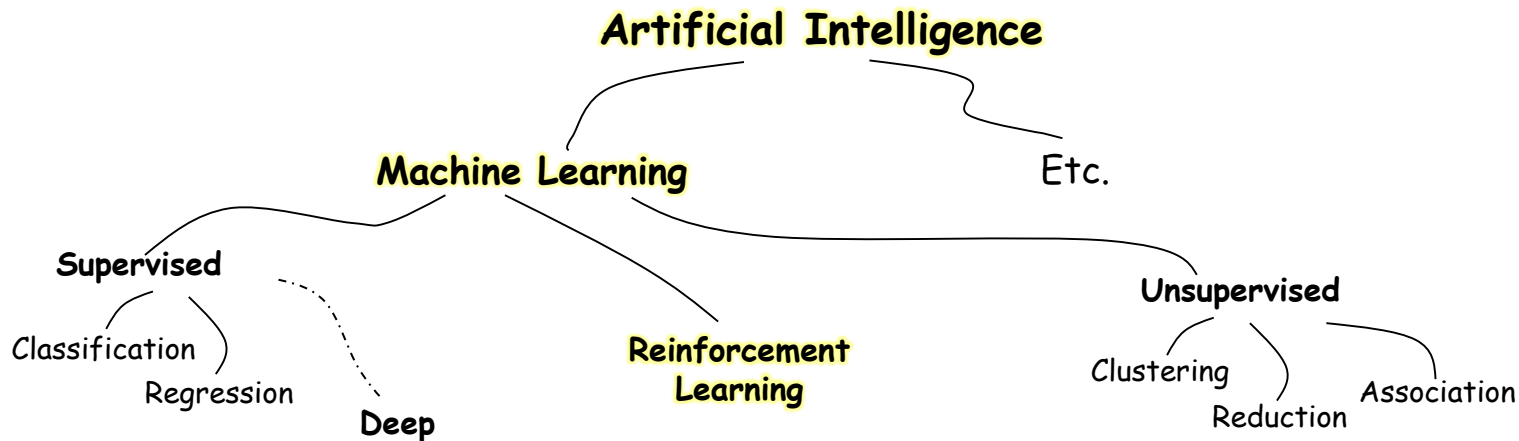 Artificial Intelligence
Machine Learning
Etc.
Supervised
Unsupervised
Classification
Regression
Deep
Reinforcement
Learning
Clustering
Reduction
Association